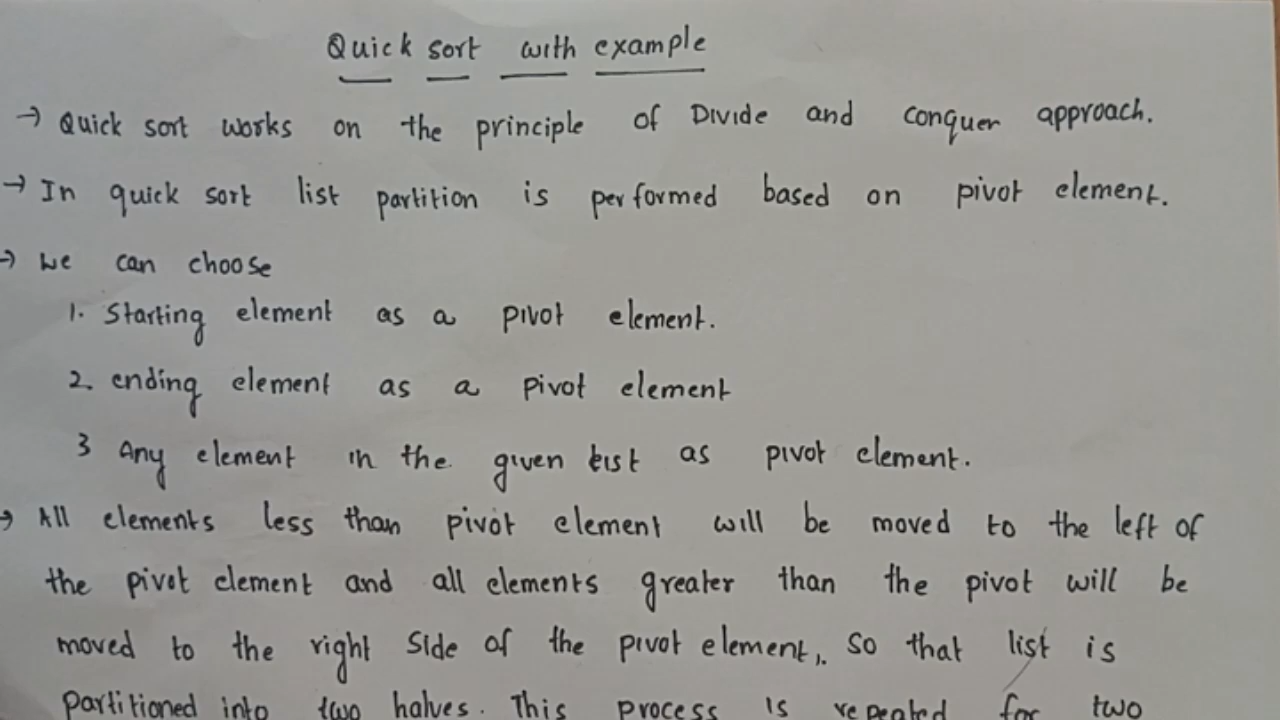 Quick sort with example
→ Quick sort works on the principle of Divide and conquer approach.
→ In quick sort list partition is performed based on pivot element.
→ we can choose
1. Starting element as a pivot element.
2. ending element as a pivot element
3 Any element in the given list as pivot element.
→ All elements less than pivot element will be moved to the left of
the pivot element and all elements greater than the pivot will be
moved to the right side of the pivot element,. so that list is
partitioned into two halves. This process is repeated for two